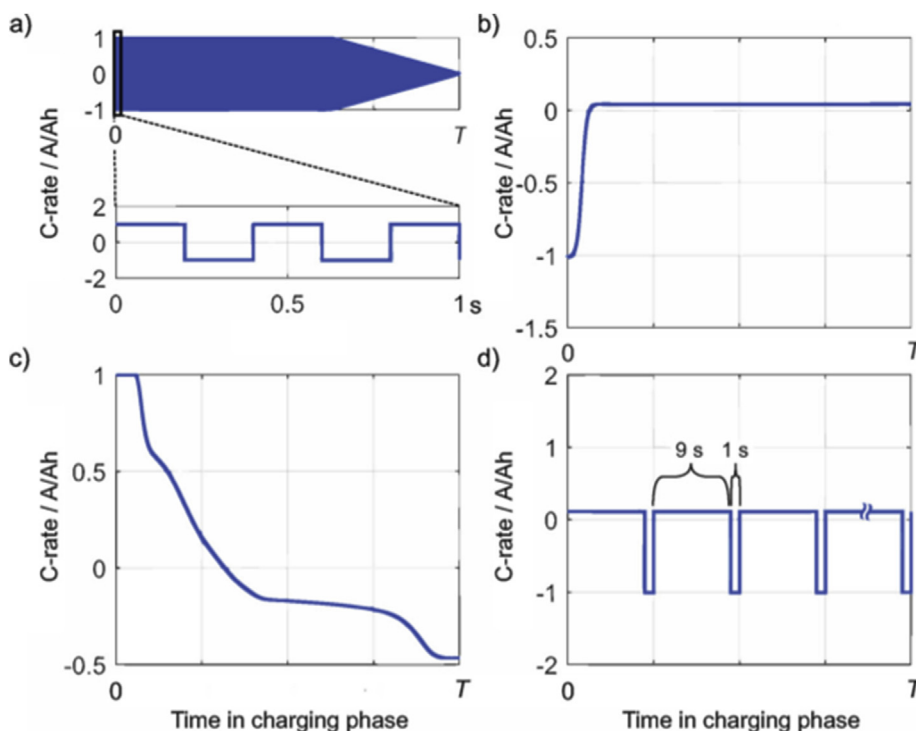 a)
1
0
-1
0
T
C-rate / A/Ah
2
0
-2
0
0.5
1 s
b)
0.5
0
-0.5
-1
-1.5
0
T
C-rate / A/Ah
c)
1
0.5
0
-0.5
0
T
C-rate / A/Ah
Time in charging phase
d)
2
1
0
-1
-2
9 s
1 s
0
T
C-rate / A/Ah
Time in charging phase